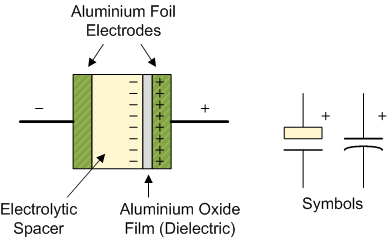 Aluminium Foil
Electrodes
–
+
– + 
– +
– +
– +
– +
– +
– +
– +
+
+
Electrolytic
Spacer
Aluminium Oxide
Film (Dielectric)
Symbols